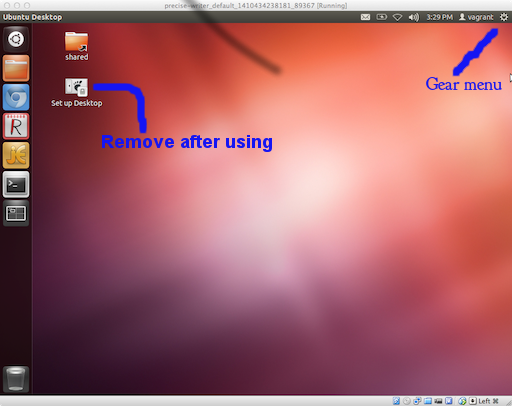 precise-writer_default_1410434238181_89367 [Running]
Ubuntu Desktop
3:29 PM
vagrant
shared
Gear menu
Set up Desktop
Remove after using
Left ⌘